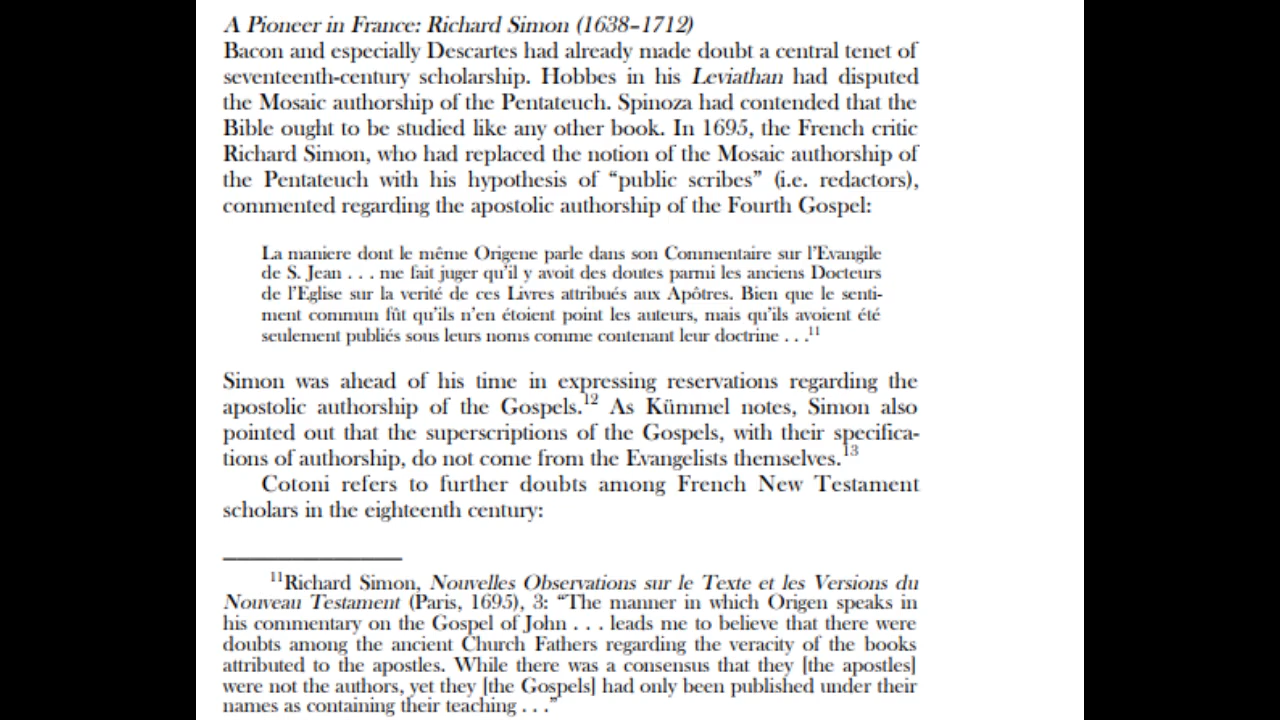 A Pioneer in France: Richard Simon (1638–1712)
Bacon and especially Descartes had already made doubt a central tenet of
seventeenth-century scholarship. Hobbes in his Leviathan had disputed
the Mosaic authorship of the Pentateuch. Spinoza had contended that the
Bible ought to be studied like any other book. In 1695, the French critic
Richard Simon, who had replaced the notion of the Mosaic authorship of
the Pentateuch with his hypothesis of “public scribes” (i.e. redactors),
commented regarding the apostolic authorship of the Fourth Gospel:
La maniere dont le même Origene parle dans son Commentaire sur l’Evangile
de S. Jean . . . me fait juger qu’il y avoit des doutes parmi les anciens Docteurs
de l’Eglise sur la verité de ces Livres attribués aux Apôtres. Bien que le senti-
ment commun fût qu’ils n’en étoient point les auteurs, mais qu’ils avoient été
seulement publiés sous leurs noms comme contenant leur doctrine . . .11
Simon was ahead of his time in expressing reservations regarding the
apostolic authorship of the Gospels.12 As Kümmel notes, Simon also
pointed out that the superscriptions of the Gospels, with their specifica-
tions of authorship, do not come from the Evangelists themselves.13
Cotoni refers to further doubts among French New Testament
scholars in the eighteenth century:
11Richard Simon, Nouvelles Observations sur le Texte et les Versions du
Nouveau Testament (Paris, 1695), 3: “The manner in which Origen speaks in
his commentary on the Gospel of John . . . leads me to believe that there were
doubts among the ancient Church Fathers regarding the veracity of the books
attributed to the apostles. While there was a consensus that they [the apostles]
were not the authors, yet they [the Gospels] had only been published under their
names as containing their teaching . . .”